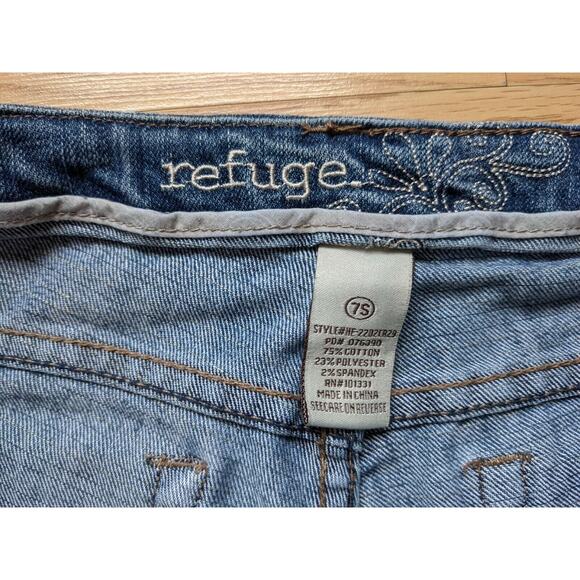 refuge.
7S
STYLE#HF-2202CR29
PO# 076390
75% COTTON
23% POLYESTER
2% SPANDEX
RN#101331
MADE IN CHINA
SEE CARE ON REVERSE